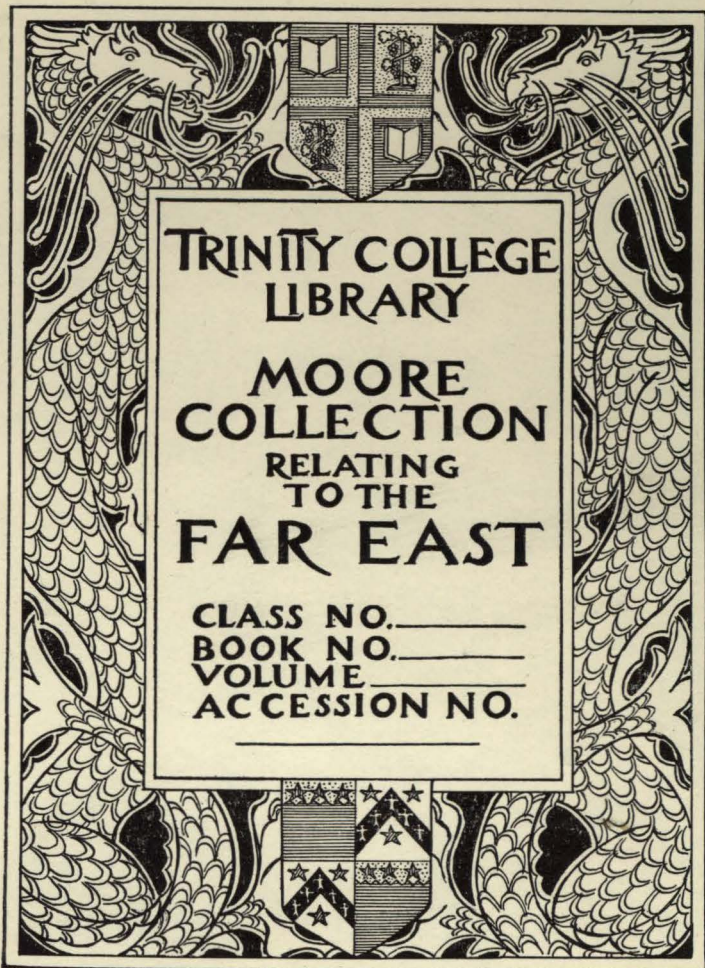 TRINITY COLLEGE
LIBRARY
MOORE
COLLECTION
RELATING
TO THE
FAR EAST
CLASS NO.
BOOK NO.
VOLUME
ACCESSION NO.